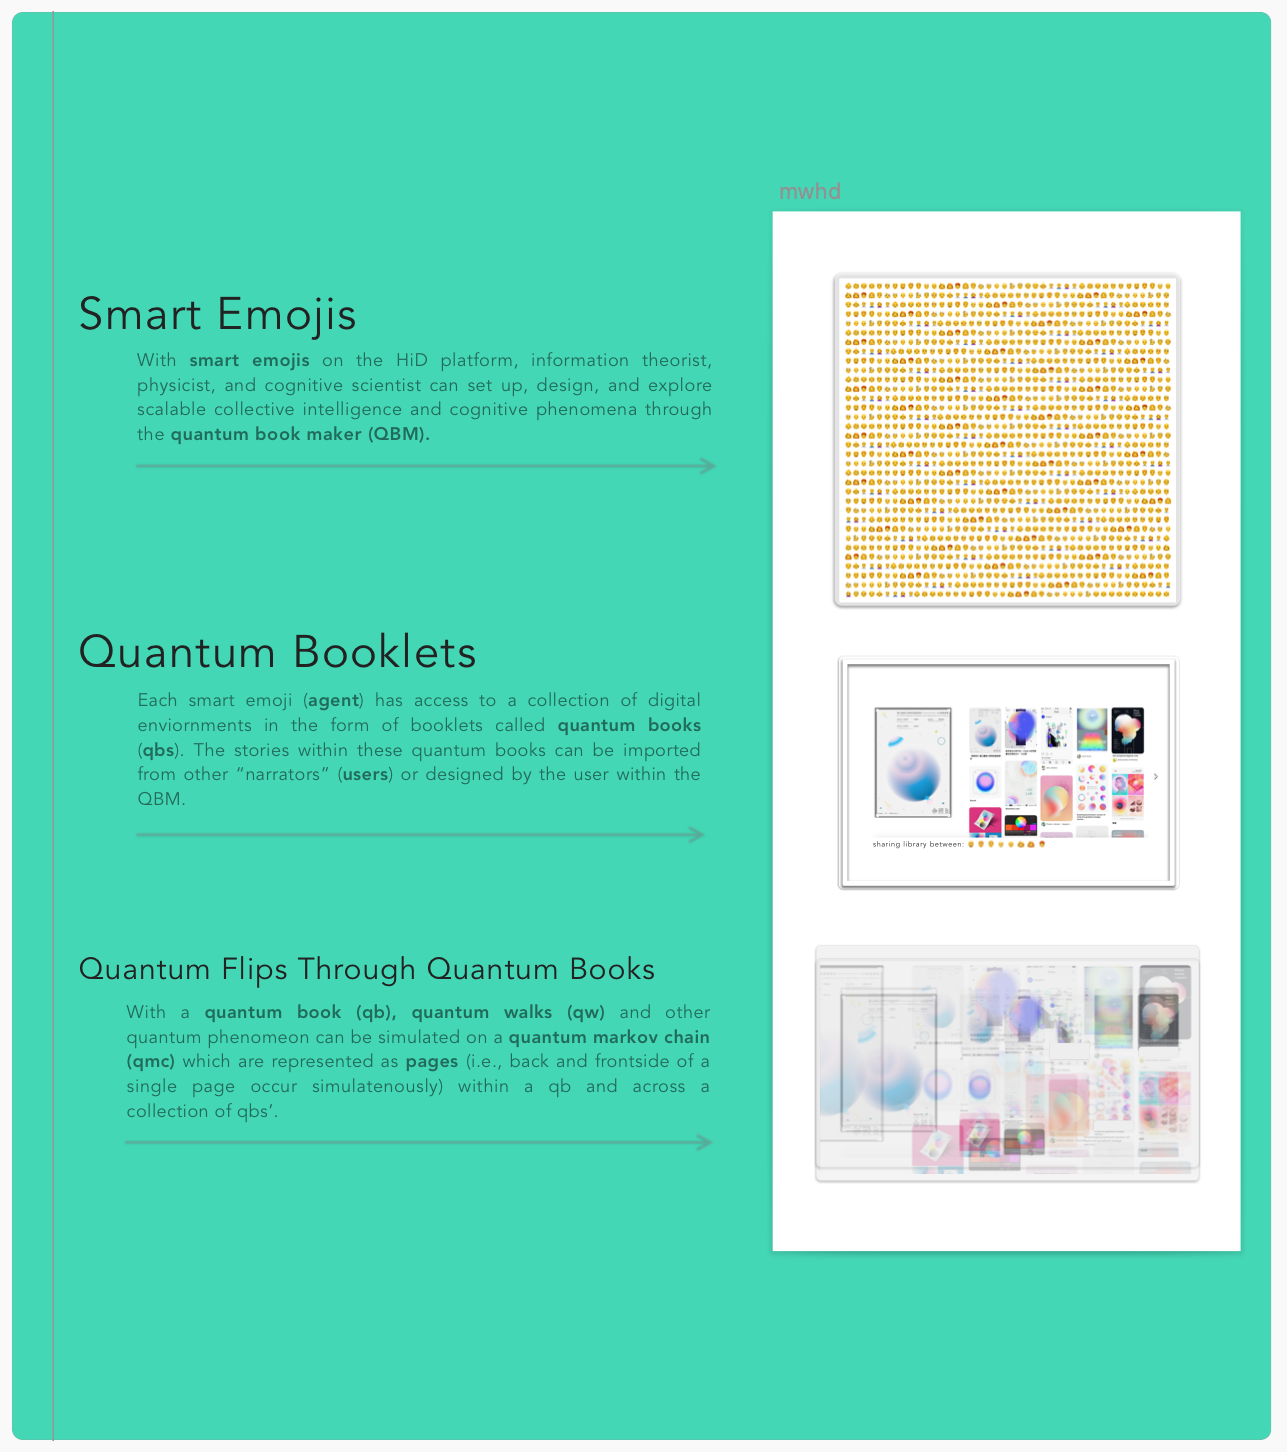 mwhd
Smart Emojis
With smart emojis on the HiD platform, information theorist,
physicist, and cognitive scientist can set up, design, and explore
scalable collective intelligence and cognitive phenomena through
the quantum book maker (QBM).
Quantum Booklets
Each smart emoji (agent) has access to a collection of digital
enviornments in the form of booklets called quantum books
(qbs). The stories within these quantum books can be imported
from other “narrators” (users) or designed by the user within the
QBM.
sharing library between:
Quantum Flips Through Quantum Books
With a quantum book (qb), quantum walks (qw) and other
quantum phenomeon can be simulated on a quantum markov chain
(qmc) which are represented as pages (i.e., back and frontside of a
single page occur simulatenously) within a qb and across a
collection of qbs’.